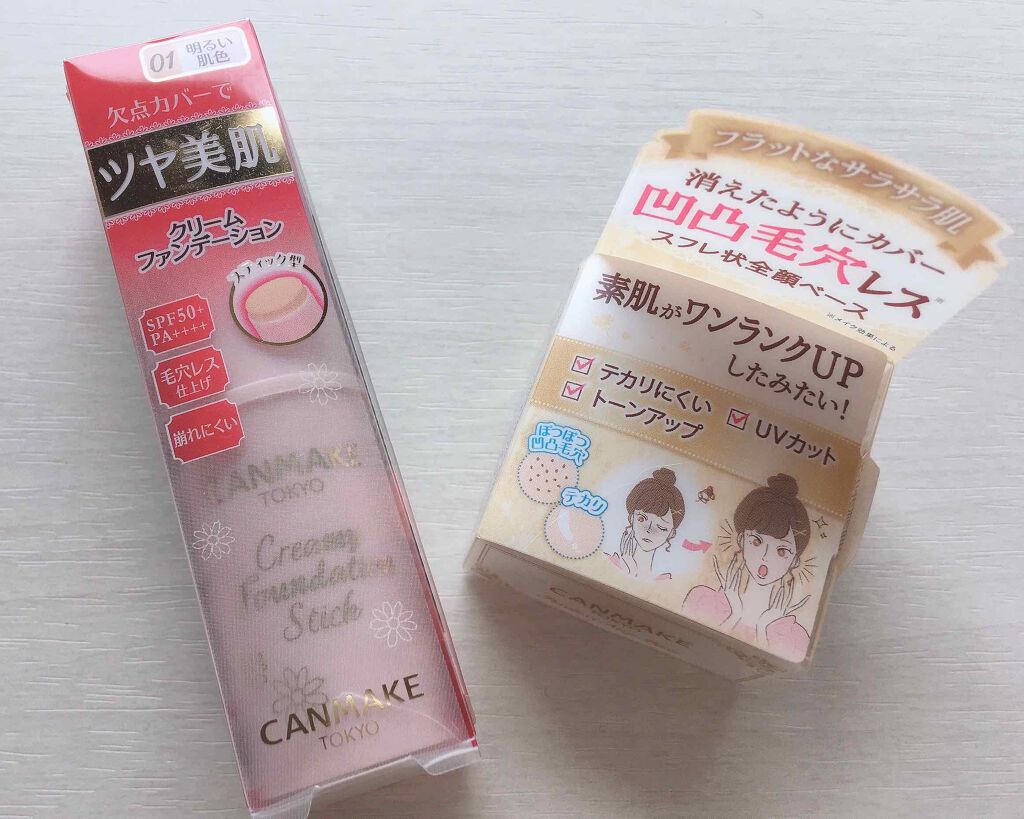 01 明るい
肌色
欠点カバーで
ツヤ美肌
クリーム
ファンデーション
スティック型
SPF50+
PA++++
毛穴レス
仕上げ
崩れにくい
CANMAKE
TOKYO
Creamy
Foundation
Stick
CANMAKE
TOKYO
フラットなサラサラ肌
消えたようにカバー
凹凸毛穴レス※
スフレ状全顔ベース
※メイク効果による
素肌がワンランクUP
したみたい!
テカリにくい
UVカット
トーンアップ
ぽつぽつ
凹凸毛穴
テカリ
CANMAKE